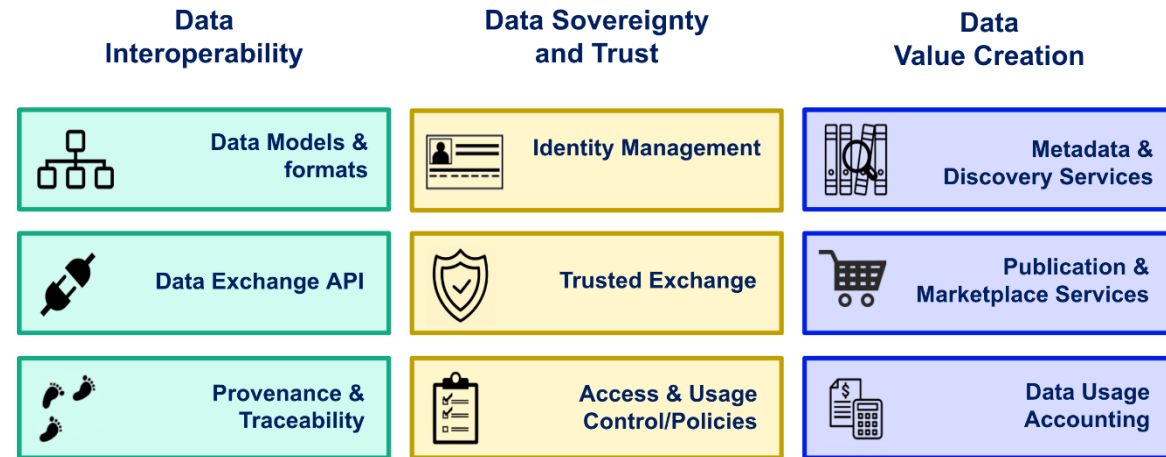 Data
Interoperability
Data Sovereignty
and Trust
Data
Value Creation
Data Models &
formats
Identity Management
Metadata &
Discovery Services
Data Exchange API
Trusted Exchange
Publication &
Marketplace Services
Provenance &
Traceability
Access & Usage
Control/Policies
$
Data Usage
Accounting